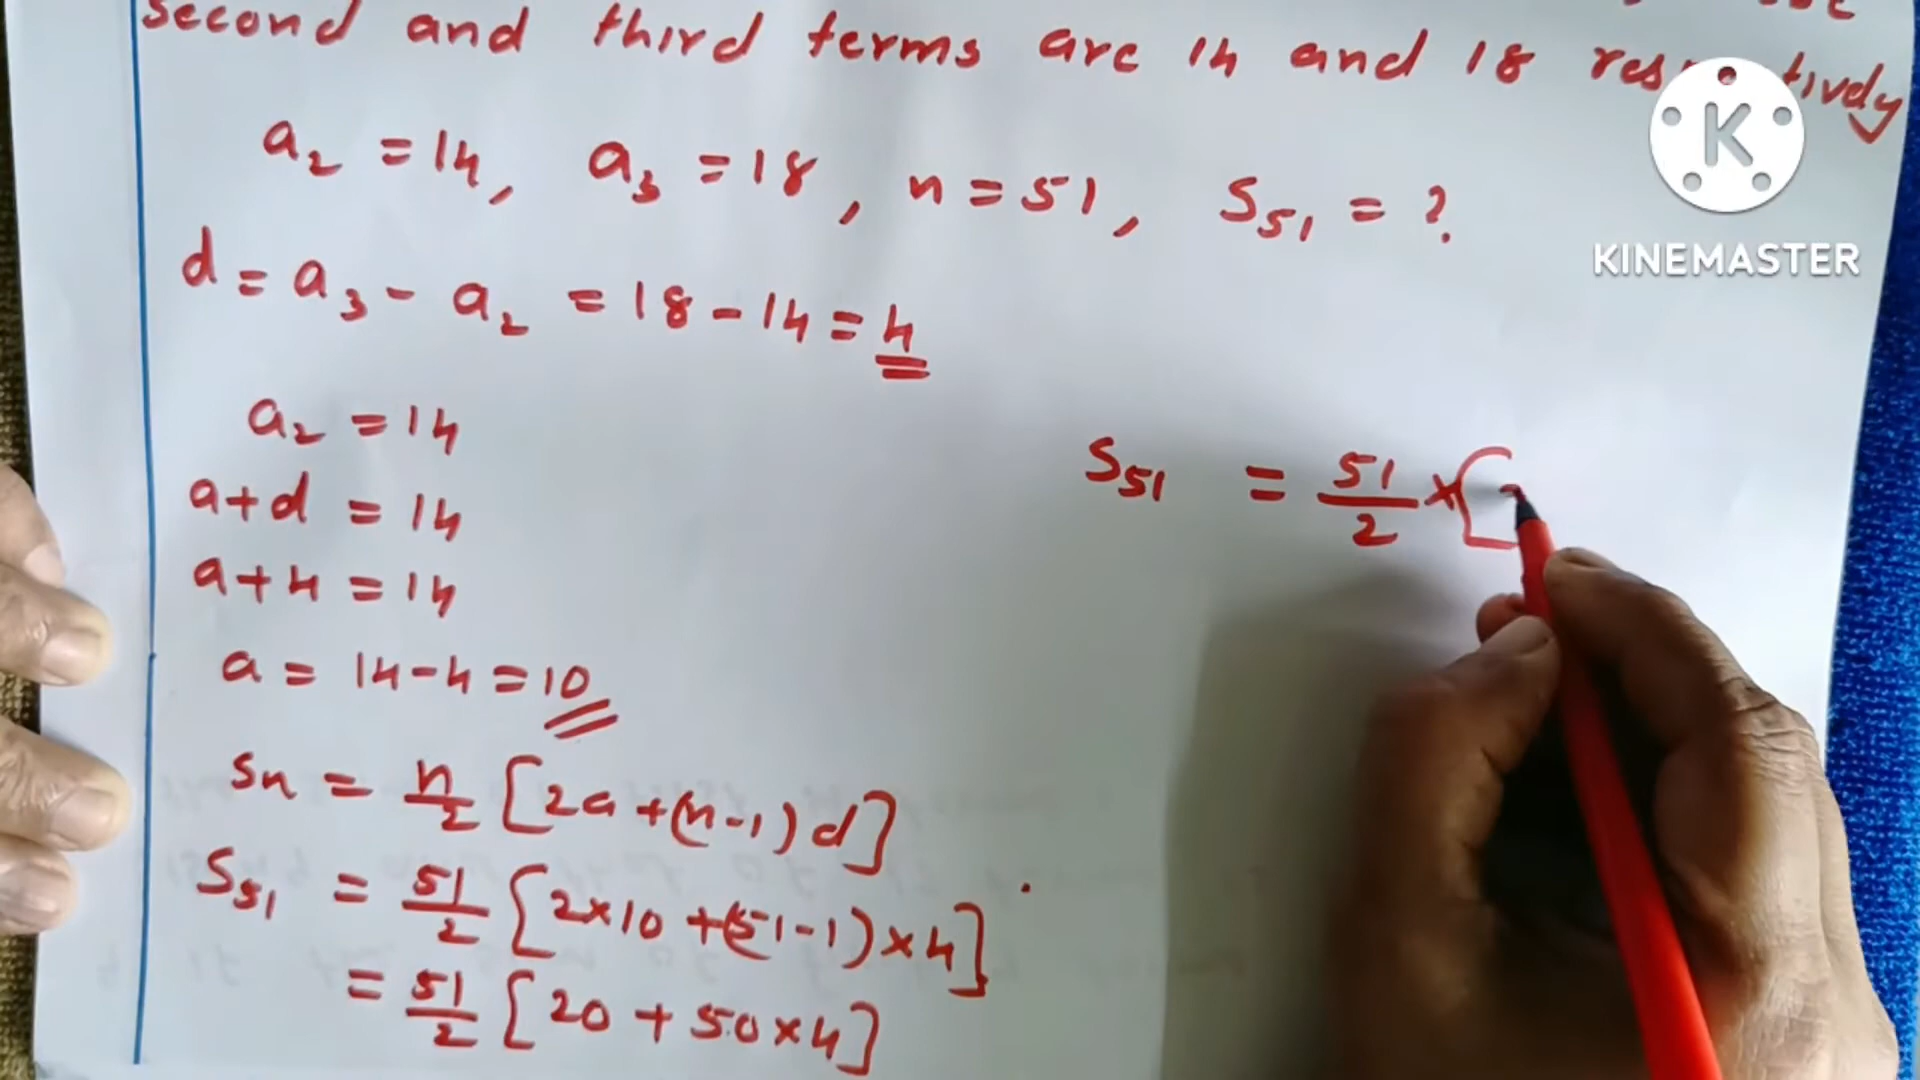 second and third terms are 14 and 18
a₂ = 14, a₃ = 18, n = 51, S₅₁ = ?
d = a₃ - a₂ = 18 - 14 = 4
a₂ = 14
a + d = 14
a + 4 = 14
a = 14 - 4 = 10
Sn = n/2 [2a + (n-1) d]
S₅₁ = 51/2 [2×10 + (51-1) × 4]
= 51/2 [20 + 50×4]
S₅₁ = 51/2 × [
KINEMASTER